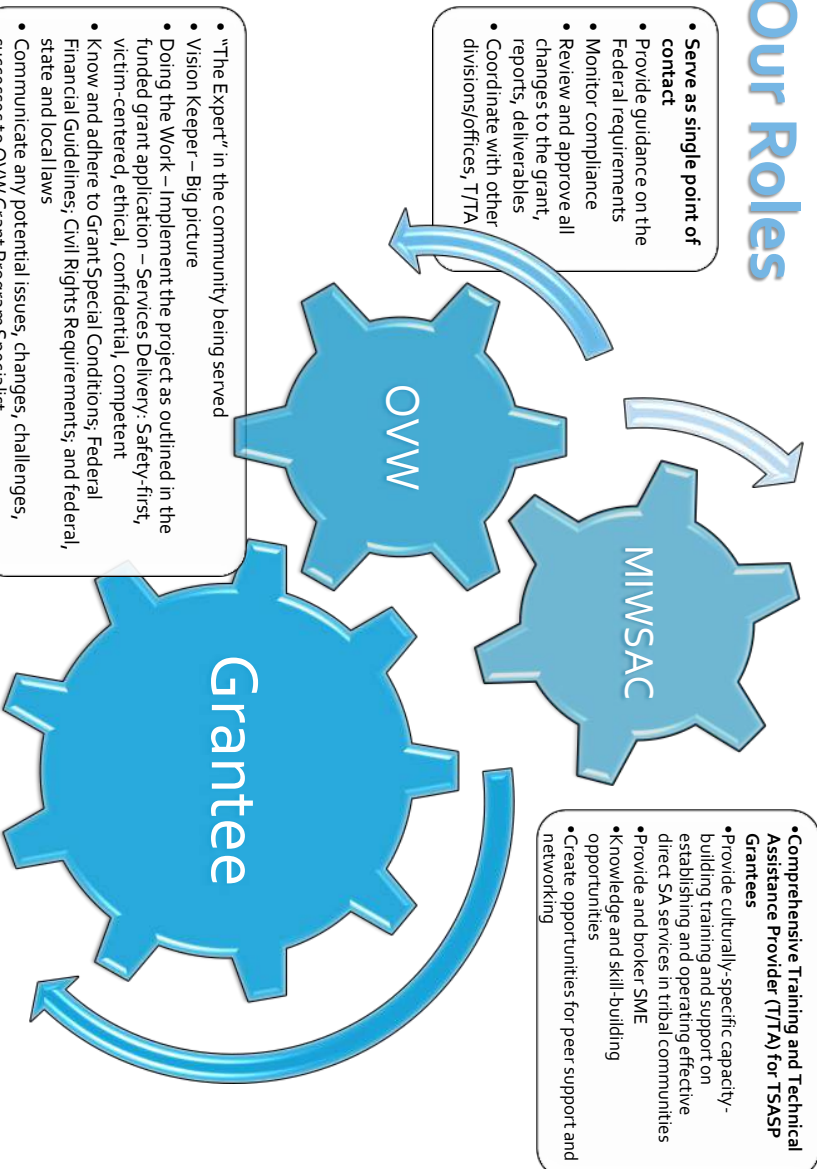 Our Roles
• Serve as single point of
contact
• Provide guidance on the
Federal requirements
• Monitor compliance
• Review and approve all
changes to the grant,
reports, deliverables
• Coordinate with other
divisions/offices, T/TA
OVW
MIWSAC
Grantee
•Comprehensive Training and Technical
Assistance Provider (T/TA) for TSASP
Grantees
•Provide culturally-specific capacity-
building training and support on
establishing and operating effective
direct SA services in tribal communities
•Provide and broker SME
•Knowledge and skill-building
opportunities
•Create opportunities for peer support and
networking
• "The Expert" in the community being served
• Vision Keeper – Big picture
• Doing the Work – Implement the project as outlined in the
funded grant application – Services Delivery: Safety-first,
victim-centered, ethical, confidential, competent
• Know and adhere to Grant Special Conditions; Federal
Financial Guidelines; Civil Rights Requirements; and federal,
state and local laws
• Communicate any potential issues, changes, challenges,
successes to OVW Grant Program Specialist